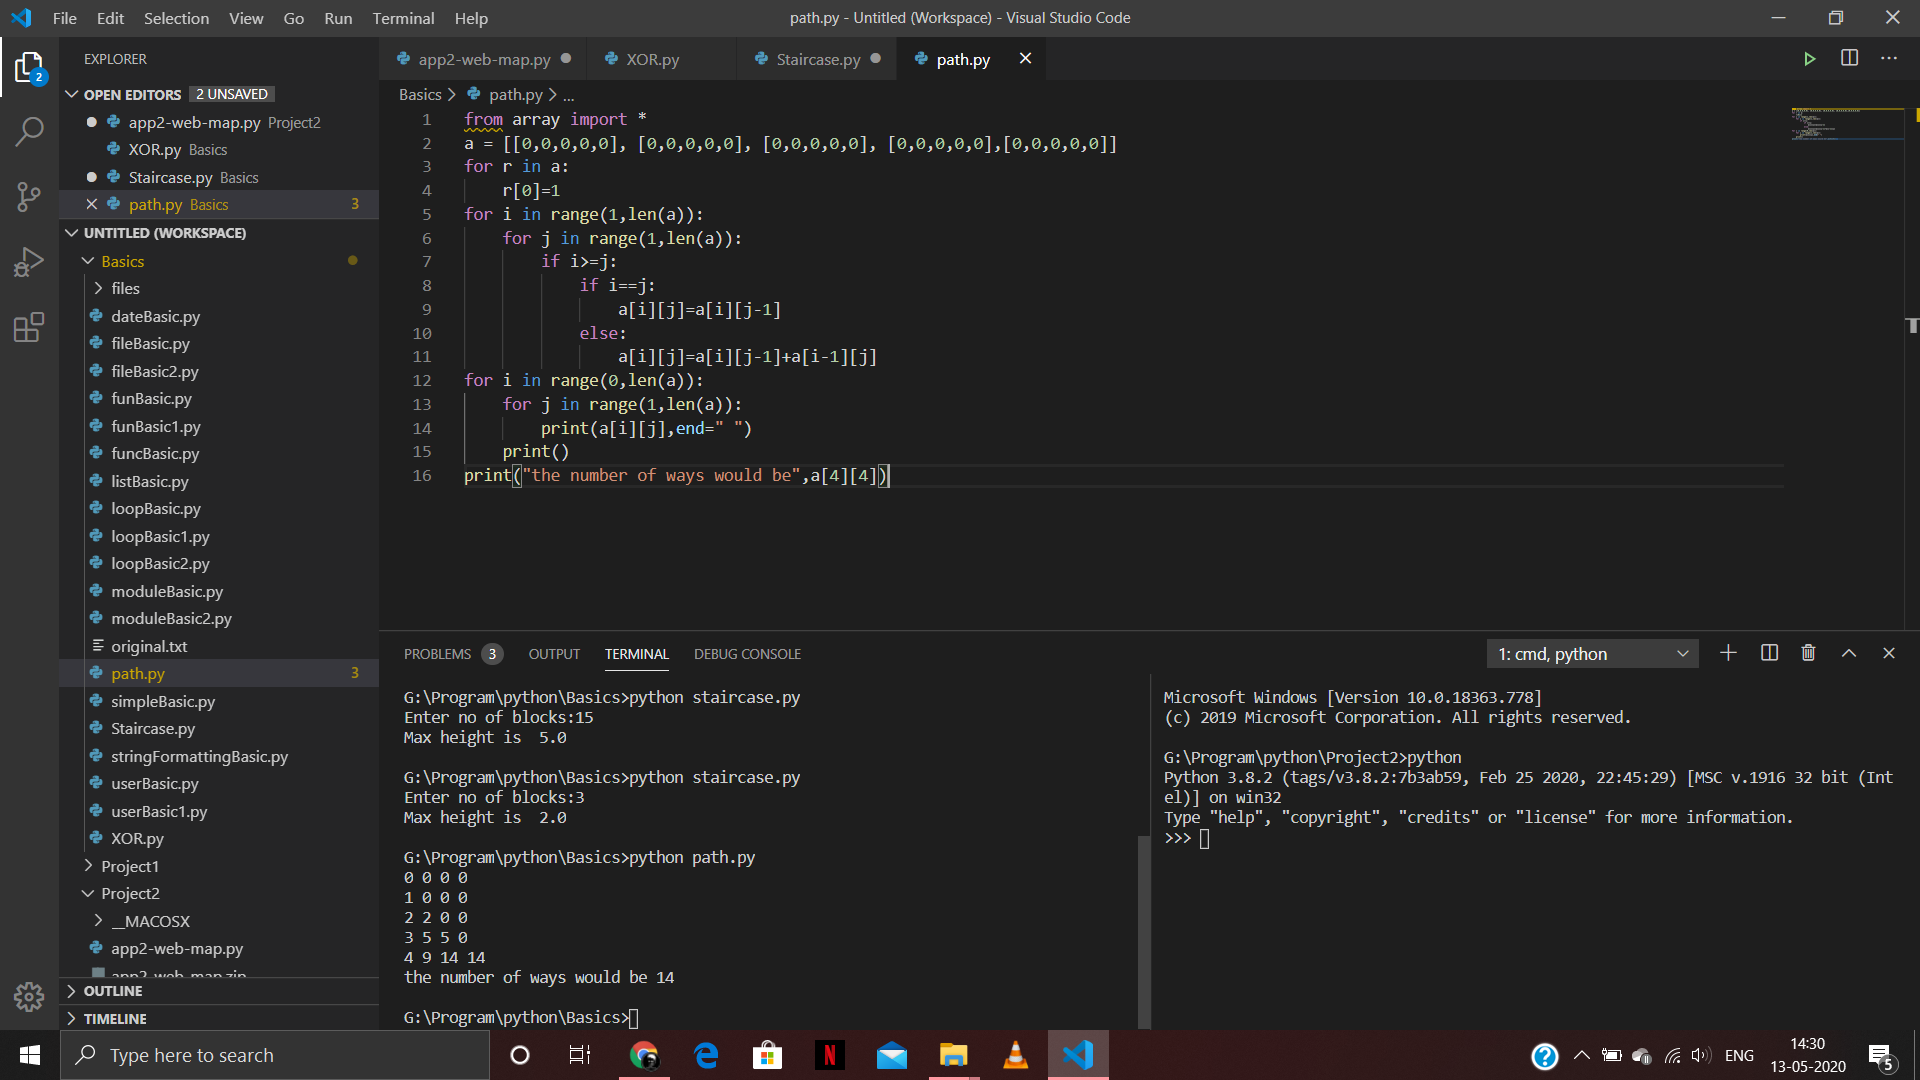 File Edit Selection View Go Run Terminal Help
path.py - Untitled (Workspace) - Visual Studio Code
EXPLORER
2
OPEN EDITORS 2 UNSAVED
app2-web-map.py Project2
XOR.py Basics
Staircase.py Basics
path.py Basics 3
UNTITLED (WORKSPACE)
Basics
files
dateBasic.py
fileBasic.py
fileBasic2.py
funBasic.py
funBasic1.py
funcBasic.py
listBasic.py
loopBasic.py
loopBasic1.py
loopBasic2.py
moduleBasic.py
moduleBasic2.py
original.txt
path.py 3
simpleBasic.py
Staircase.py
stringFormattingBasic.py
userBasic.py
userBasic1.py
XOR.py
Project1
Project2
__MACOSX
app2-web-map.py
app2-web-map.zip
OUTLINE
TIMELINE
app2-web-map.py XOR.py Staircase.py path.py
Basics > path.py > ...
1 from array import *
2 a = [[0,0,0,0,0], [0,0,0,0,0], [0,0,0,0,0], [0,0,0,0,0],[0,0,0,0,0]]
3 for r in a:
4 r[0]=1
5 for i in range(1,len(a)):
6 for j in range(1,len(a)):
7 if i>=j:
8 if i==j:
9 a[i][j]=a[i][j-1]
10 else:
11 a[i][j]=a[i][j-1]+a[i-1][j]
12 for i in range(0,len(a)):
13 for j in range(1,len(a)):
14 print(a[i][j],end=" ")
15 print()
16 print("the number of ways would be",a[4][4])
PROBLEMS 3 OUTPUT TERMINAL DEBUG CONSOLE
1: cmd, python
G:\Program\python\Basics>python staircase.py
Enter no of blocks:15
Max height is  5.0
G:\Program\python\Basics>python staircase.py
Enter no of blocks:3
Max height is  2.0
G:\Program\python\Basics>python path.py
0 0 0 0
1 0 0 0
2 2 0 0
3 5 5 0
4 9 14 14
the number of ways would be 14
G:\Program\python\Basics>
Microsoft Windows [Version 10.0.18363.778]
(c) 2019 Microsoft Corporation. All rights reserved.
G:\Program\python\Project2>python
Python 3.8.2 (tags/v3.8.2:7b3ab59, Feb 25 2020, 22:45:29) [MSC v.1916 32 bit (Int
el)] on win32
Type "help", "copyright", "credits" or "license" for more information.
>>>
Type here to search
N
ENG
14:30
13-05-2020
5